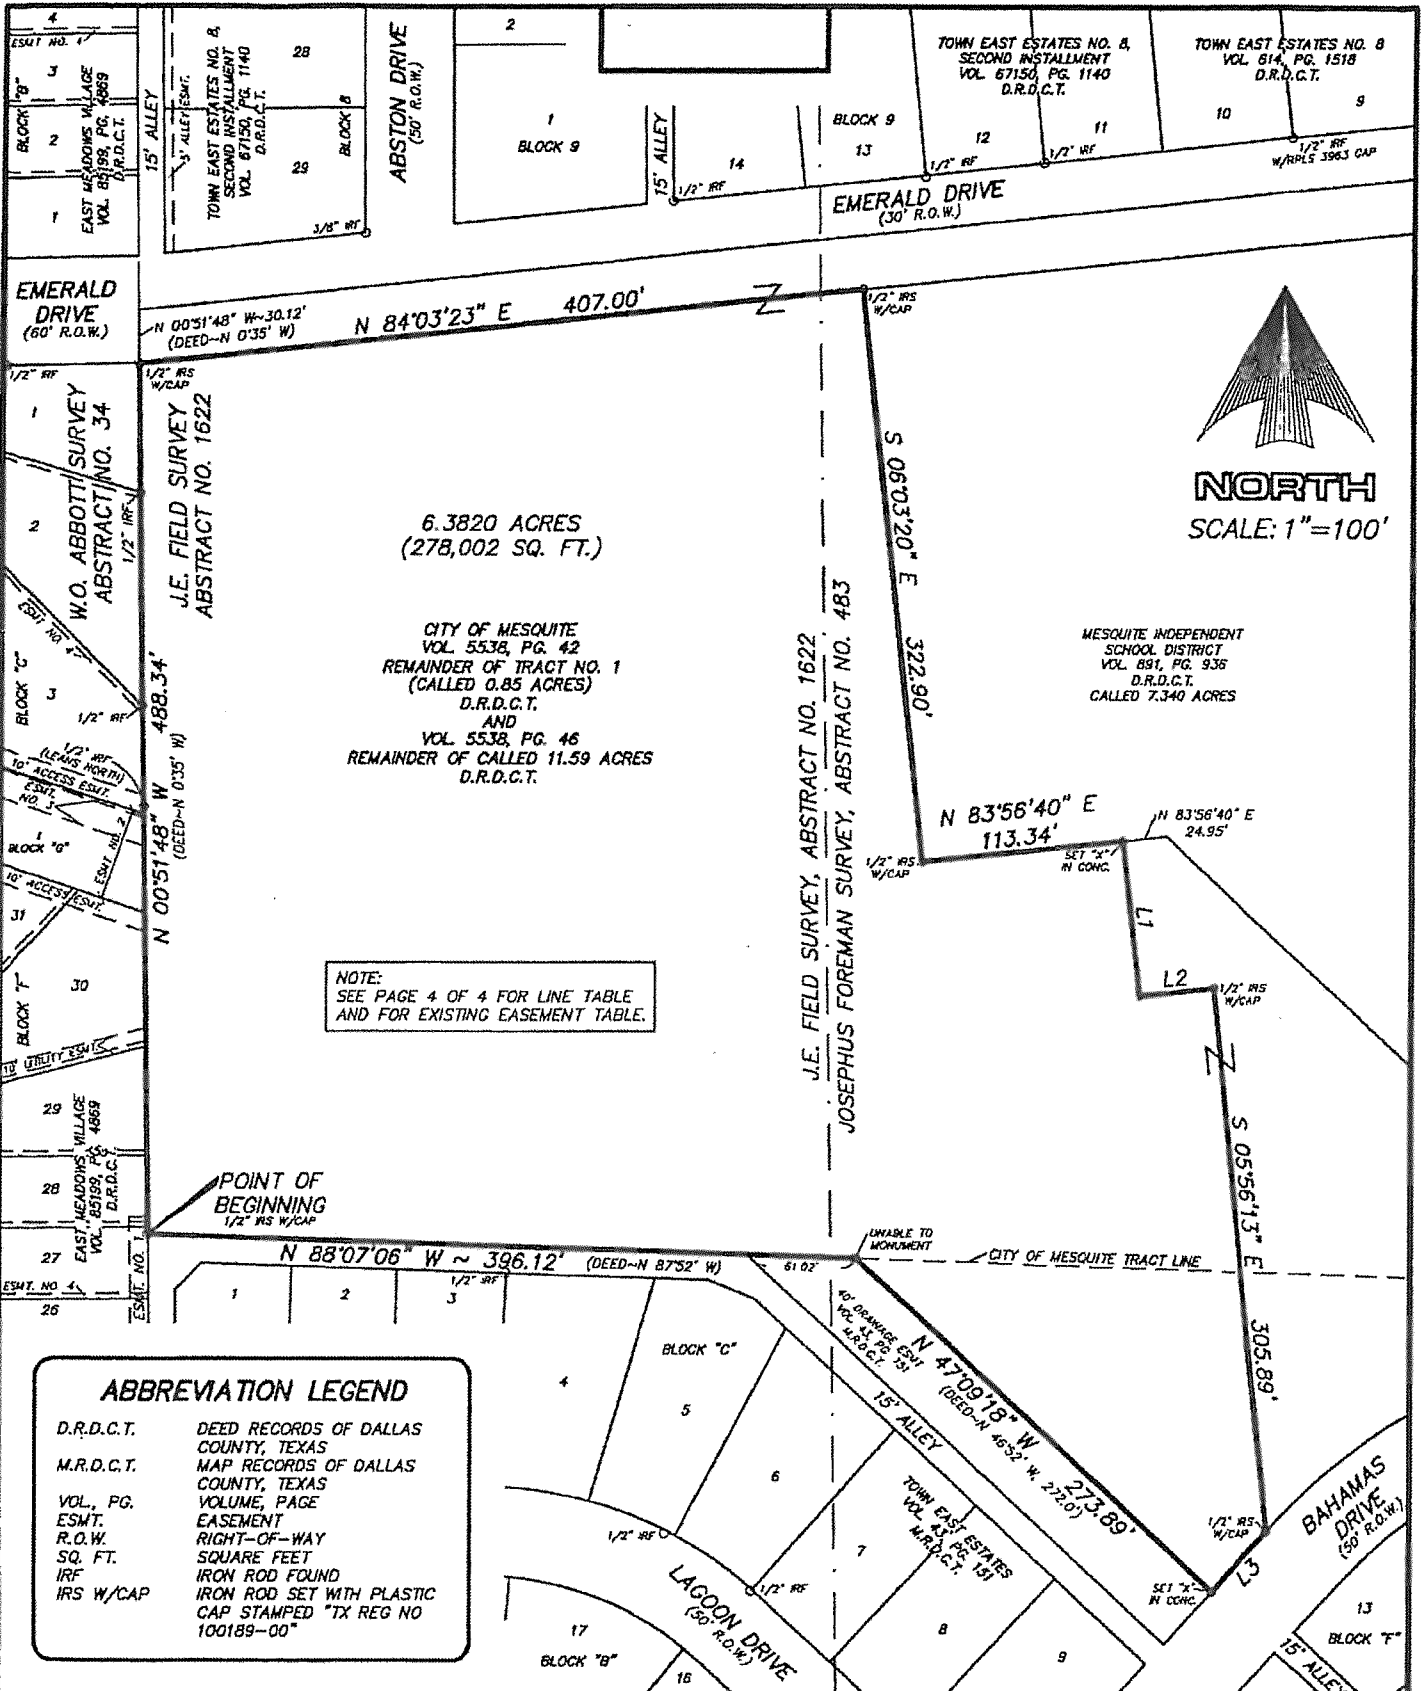 4
ESMT NO. 4
3
BLOCK "B"
2
1
EAST MEADOWS VILLAGE
VOL. 85199, PG. 4869
D.R.D.C.T.
15' ALLEY
5' ALLEY ESMT.
TOWN EAST ESTATES NO. 8,
SECOND INSTALLMENT
VOL. 67150, PG. 1140
D.R.D.C.T.
28
29
BLOCK 8
3/8" IRF
ABSTON DRIVE
(50' R.O.W.)
2
1
BLOCK 9
15' ALLEY
1/2" IRF
14
BLOCK 9
13
TOWN EAST ESTATES NO. 8,
SECOND INSTALLMENT
VOL. 67150, PG. 1140
D.R.D.C.T.
12
1/2" IRF
11
1/2" IRF
TOWN EAST ESTATES NO. 8
VOL. 614, PG. 1518
D.R.D.C.T.
10
9
1/2" IRF
W/RPLS 3963 CAP
EMERALD DRIVE
(30' R.O.W.)
EMERALD
DRIVE
(60' R.O.W.)
N 00°51'48" W~30.12'
(DEED~N 0°35' W)
N 84°03'23" E 407.00'
1/2" IRS
W/CAP
1/2" IRF
1/2" IRS
W/CAP
1
W.O. ABBOTT SURVEY
ABSTRACT NO. 34
1/2" IRF
J.E. FIELD SURVEY
ABSTRACT NO. 1622
2
ESMT NO. 4
BLOCK "C"
3
1/2" IRF
1/2" IRF
(LEANS NORTH)
10' ACCESS ESMT.
ESMT.
NO. 3
1
BLOCK "G"
ESMT NO. 2
10' ACCESS ESMT.
N 00°51'48" W 488.34'
(DEED~N 0°35' W)
6.3820 ACRES
(278,002 SQ. FT.)
CITY OF MESQUITE
VOL. 5538, PG. 42
REMAINDER OF TRACT NO. 1
(CALLED 0.85 ACRES)
D.R.D.C.T.
AND
VOL. 5538, PG. 46
REMAINDER OF CALLED 11.59 ACRES
D.R.D.C.T.
S 06°03'20" E 322.90'
NORTH
SCALE: 1"=100'
MESQUITE INDEPENDENT
SCHOOL DISTRICT
VOL. 891, PG. 936
D.R.D.C.T.
CALLED 7.340 ACRES
J.E. FIELD SURVEY, ABSTRACT NO. 1622
JOSEPHUS FOREMAN SURVEY, ABSTRACT NO. 483
N 83°56'40" E
113.34'
1/2" IRS
W/CAP
SET "X"
IN CONC.
N 83°56'40" E
24.95'
L1
L2
1/2" IRS
W/CAP
31
BLOCK "F"
30
10' UTILITY ESMT.
29
28
27
ESMT. NO. 4
26
EAST MEADOWS VILLAGE
VOL. 85199, PG. 4869
D.R.D.C.T.
ESMT. NO. 1
NOTE:
SEE PAGE 4 OF 4 FOR LINE TABLE
AND FOR EXISTING EASEMENT TABLE.
S 05°56'13" E 305.89'
POINT OF
BEGINNING
1/2" IRS W/CAP
N 88°07'06" W ~ 396.12' (DEED~N 87°52' W)
61.02'
UNABLE TO
MONUMENT
CITY OF MESQUITE TRACT LINE
1
2
1/2" IRF
3
BLOCK "C"
4
5
6
7
8
9
40' DRAINAGE ESMT
VOL. 43, PG. 151
M.R.D.C.T.
N 47°09'18" W 273.89'
(DEED~N 46°52' W, 272.0')
15' ALLEY
TOWN EAST ESTATES
VOL. 43, PG. 151
M.R.D.C.T.
1/2" IRF
1/2" IRF
LAGOON DRIVE
(50' R.O.W.)
17
BLOCK "B"
16
1/2" IRS
W/CAP
SET "X"
IN CONC.
L3
BAHAMAS
DRIVE
(50' R.O.W.)
13
BLOCK "F"
15' ALLEY
ABBREVIATION LEGEND
D.R.D.C.T. DEED RECORDS OF DALLAS
COUNTY, TEXAS
M.R.D.C.T. MAP RECORDS OF DALLAS
COUNTY, TEXAS
VOL., PG. VOLUME, PAGE
ESMT. EASEMENT
R.O.W. RIGHT-OF-WAY
SQ. FT. SQUARE FEET
IRF IRON ROD FOUND
IRS W/CAP IRON ROD SET WITH PLASTIC
CAP STAMPED "TX REG NO
100189-00"